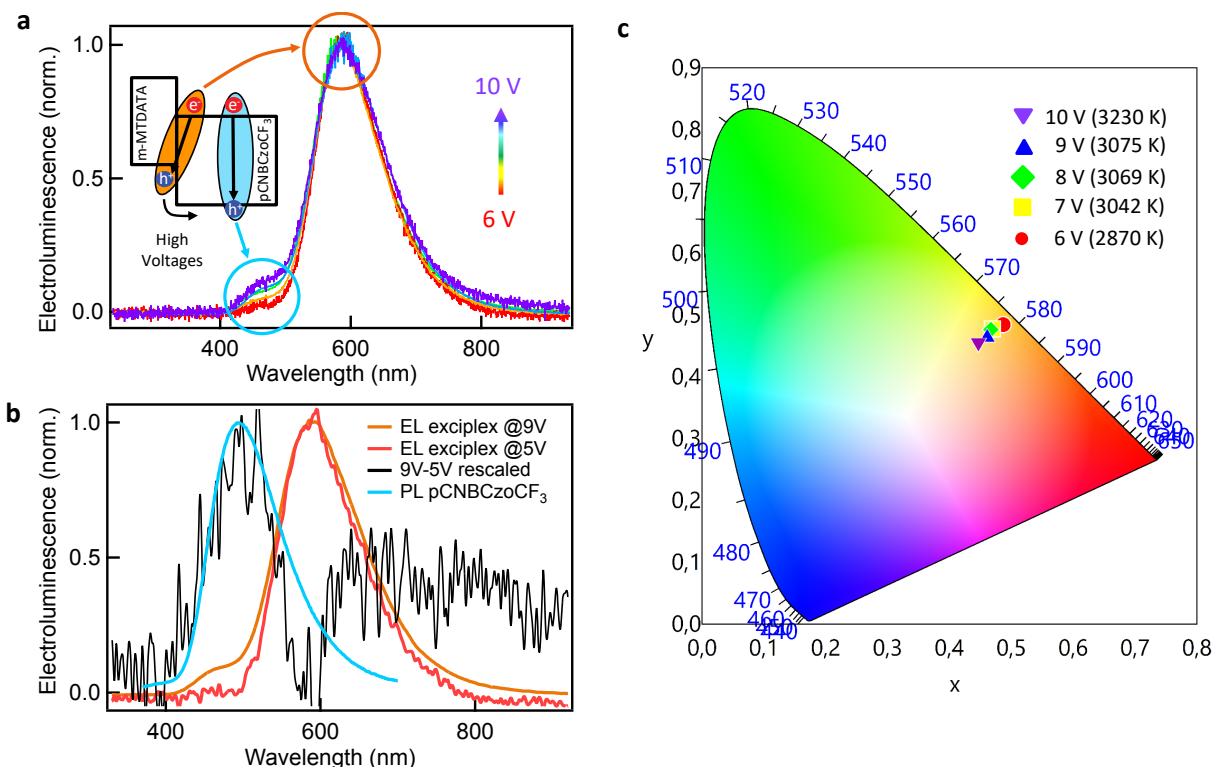 a
Electroluminescence (norm.)
1.0
0.5
0.0
400
600
800
Wavelength (nm)
m-MTDATA
pCNBCzoCF3
e-
e-
h+
h+
High
Voltages
10 V
6 V
b
Electroluminescence (norm.)
1.0
0.5
0.0
400
600
800
Wavelength (nm)
EL exciplex @9V
EL exciplex @5V
9V-5V rescaled
PL pCNBCzoCF3
c
0,9
0,8
0,7
0,6
0,5
0,4
0,3
0,2
0,1
0,0
y
0,0
0,1
0,2
0,3
0,4
0,5
0,6
0,7
0,8
x
10 V (3230 K)
9 V (3075 K)
8 V (3069 K)
7 V (3042 K)
6 V (2870 K)
520
530
540
550
560
570
580
590
600
610
620
630
650
510
500
490
480
470
460
440